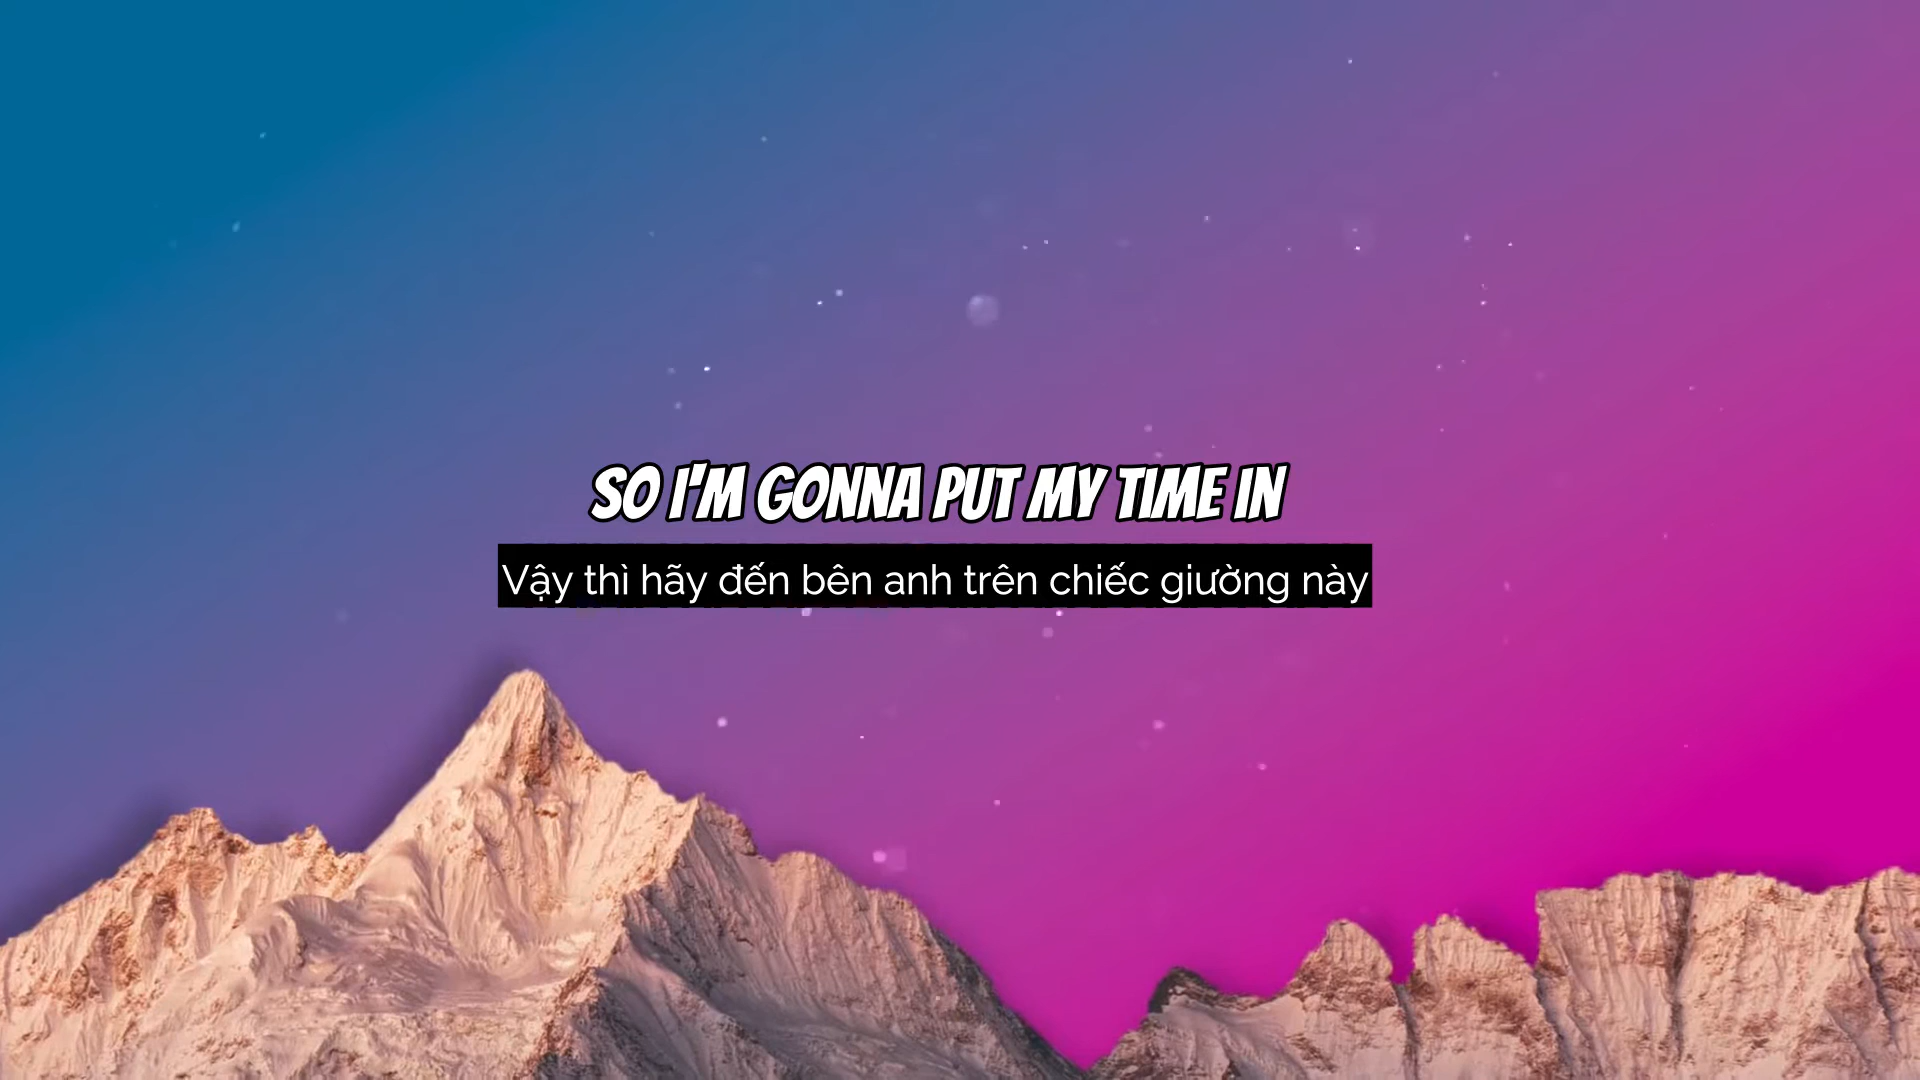 SO I'M GONNA PUT MY TIME IN
Vậy thì hãy đến bên anh trên chiếc giường này